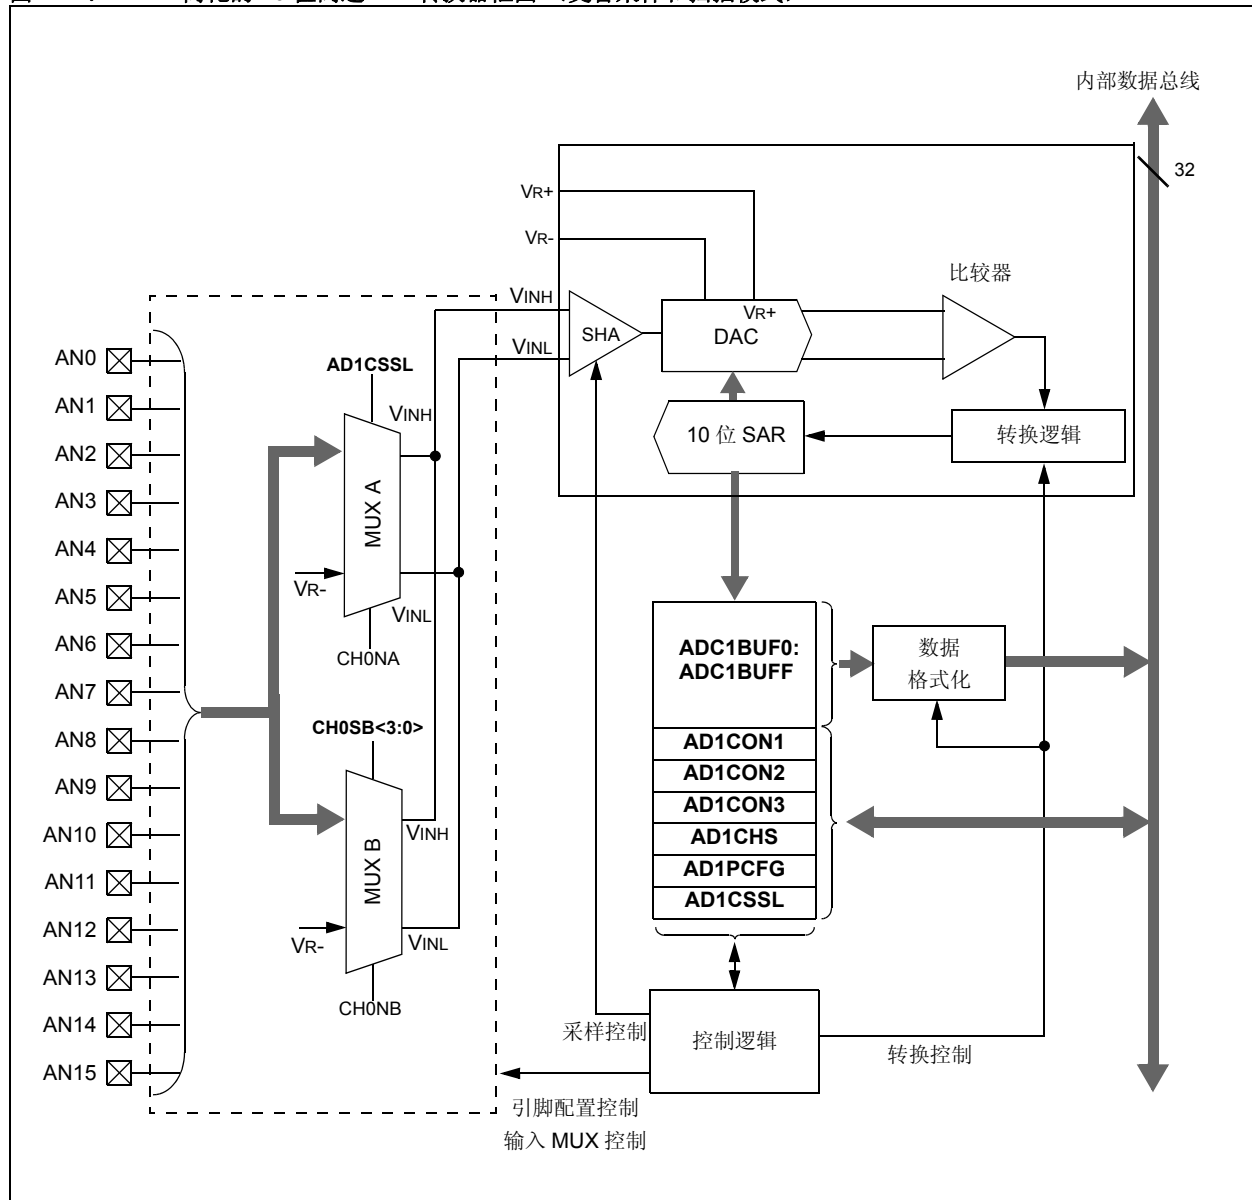 内部数据总线
32
VR+
VR-
比较器
VINH
VINL
SHA
VR+
DAC
AN0
AN1
AN2
AN3
AN4
AN5
AN6
AN7
AN8
AN9
AN10
AN11
AN12
AN13
AN14
AN15
AD1CSSL
VINH
MUX A
VR-
VINL
CH0NA
CH0SB<3:0>
VINH
MUX B
VR-
VINL
CH0NB
10 位 SAR
转换逻辑
ADC1BUF0:
ADC1BUFF
数据
格式化
AD1CON1
AD1CON2
AD1CON3
AD1CHS
AD1PCFG
AD1CSSL
采样控制
控制逻辑
转换控制
引脚配置控制
输入 MUX 控制